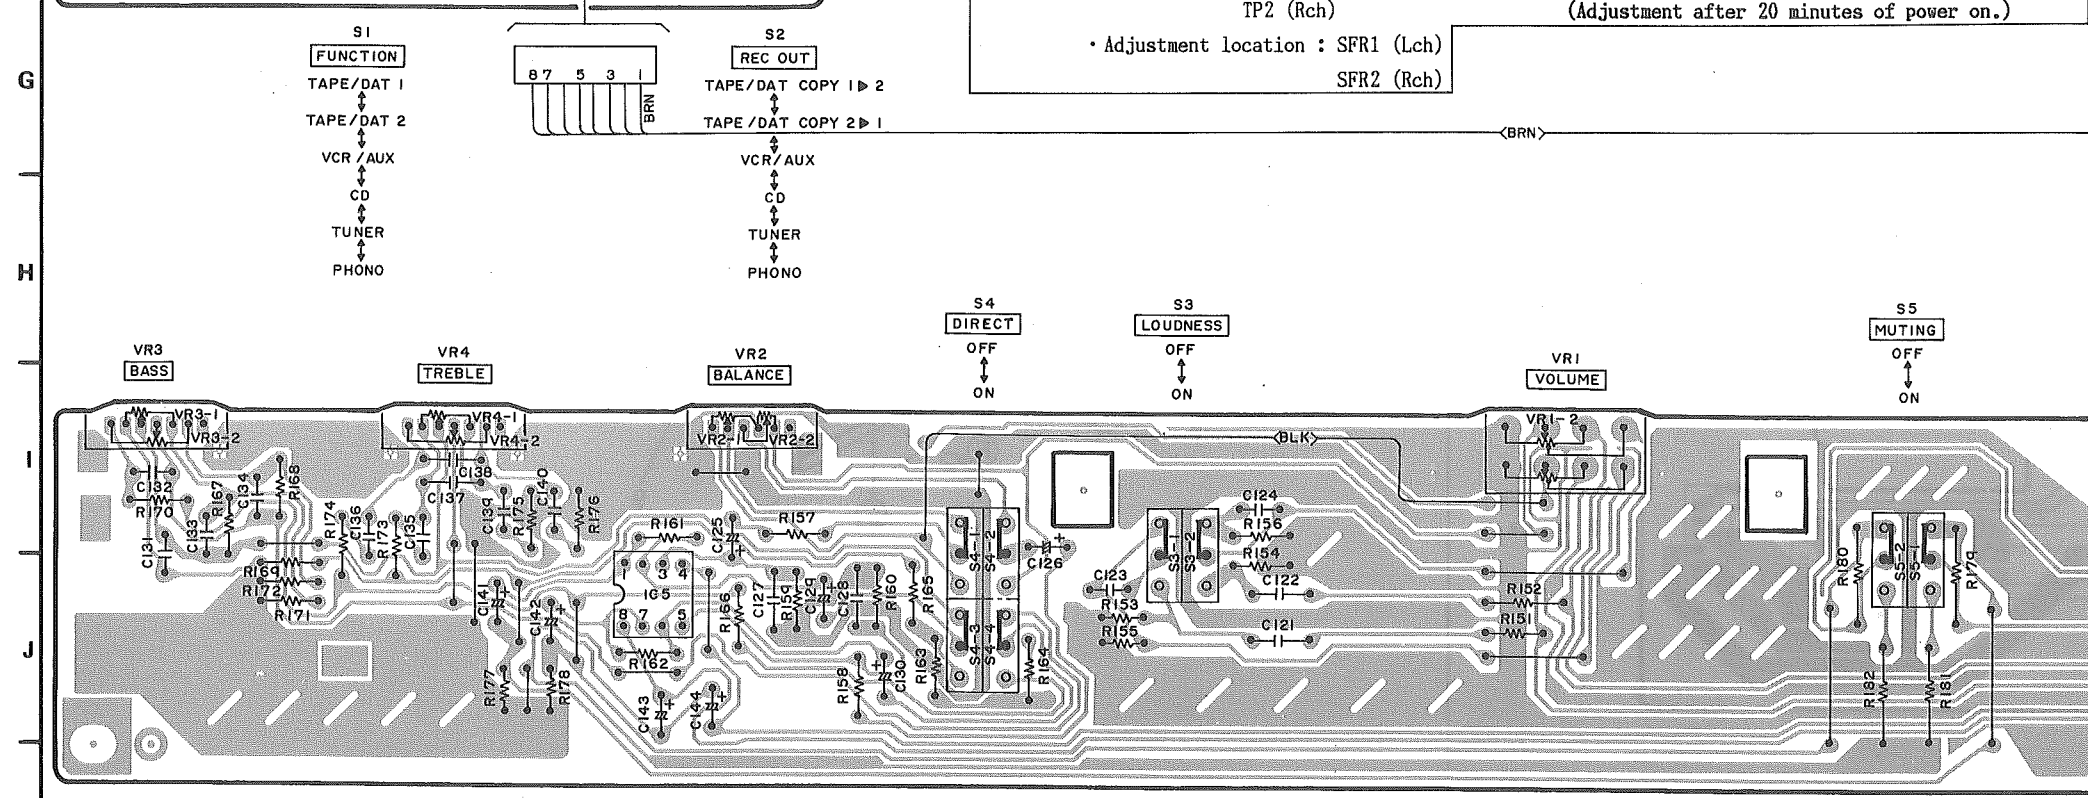 TP2 (Rch)
(Adjustment after 20 minutes of power on.)
• Adjustment location : SFR1 (Lch)
SFR2 (Rch)
G
H
I
J
S1
FUNCTION
TAPE/DAT 1
TAPE/DAT 2
VCR/AUX
CD
TUNER
PHONO
8 7 5 3 1
BRN
S2
REC OUT
TAPE/DAT COPY 1▷2
TAPE/DAT COPY 2▷1
VCR/AUX
CD
TUNER
PHONO
<BRN>
S4
DIRECT
OFF
ON
S3
LOUDNESS
OFF
ON
S5
MUTING
OFF
ON
VR3
BASS
VR4
TREBLE
VR2
BALANCE
VR1
VOLUME
VR3-1
VR3-2
VR4-1
VR4-2
VR2-1
VR2-2
VR1-2
<BLK>
C132
R170
R167
C134
R168
C133
C131
R169
R172
R171
R174
C136
R173
C135
C138
C137
C139
R175
C140
R176
C141
C142
R177
R178
R161
C125
R157
1 3 4
IC5
8 7 5
R162
R166
C127
R159
C129
C128
R160
R165
C143
C144
R158
C130
R163
S4-1
S4-2
S4-3
S4-4
R164
C126
C123
R153
R155
S3-1
S3-2
C124
R156
R154
C122
C121
R152
R151
R180
S5-2
S5-1
R179
R182
R181